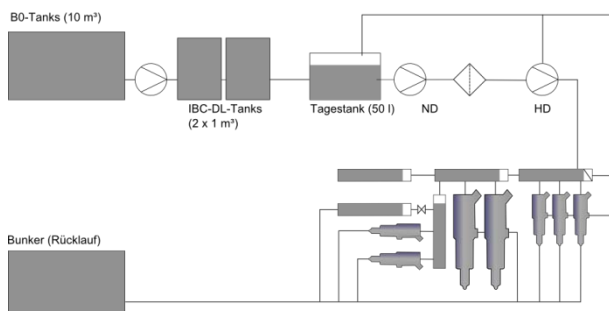 B0-Tanks (10 m³)
IBC-DL-Tanks
(2 x 1 m³)
Tagestank (50 l)
ND
HD
Bunker (Rücklauf)